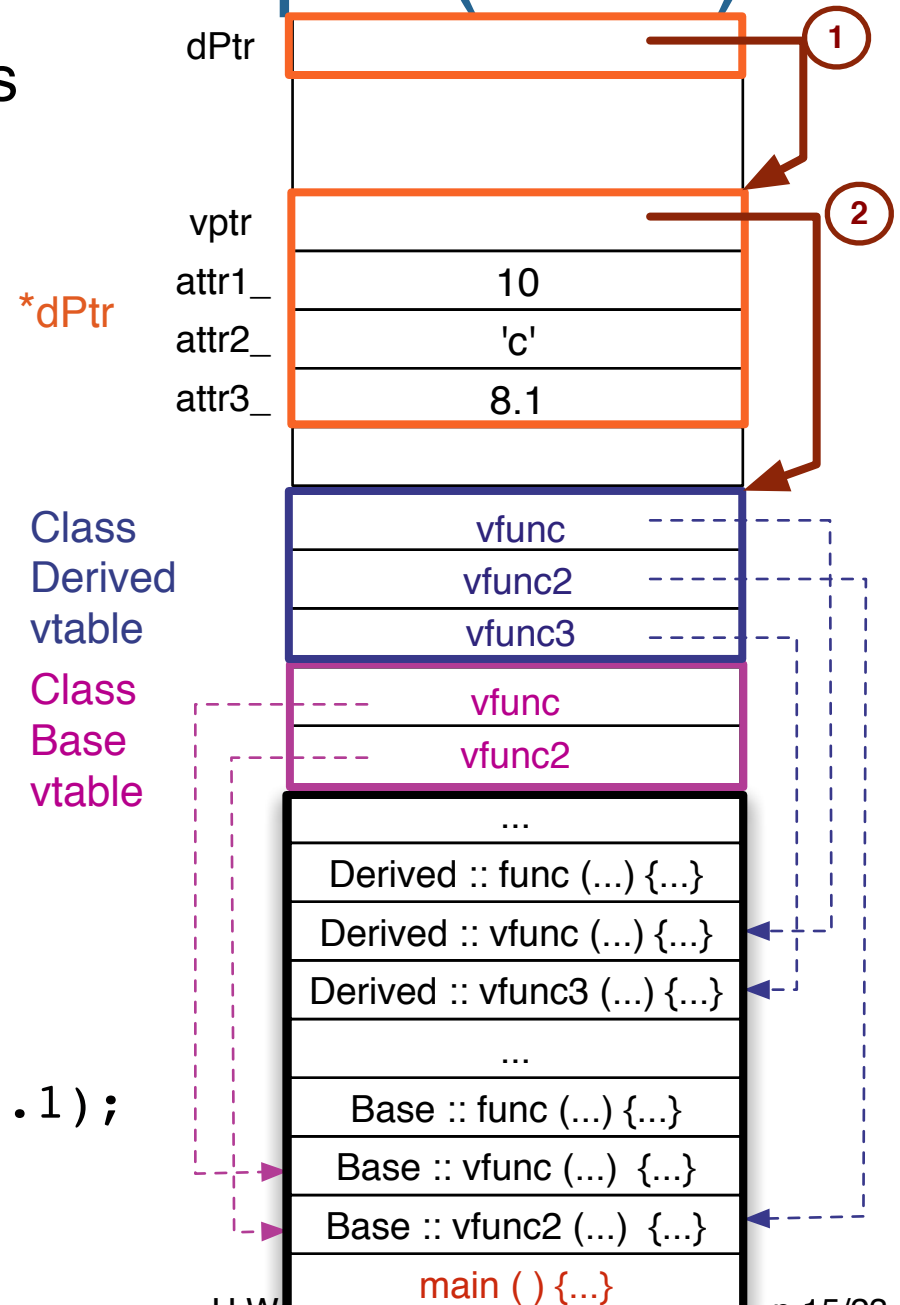 s
dPtr
1
vptr
2
attr1_ 10
*dPtr
attr2_ 'c'
attr3_ 8.1
Class
Derived
vtable
vfunc
vfunc2
vfunc3
Class
Base
vtable
vfunc
vfunc2
...
Derived :: func (...) {...}
Derived :: vfunc (...) {...}
Derived :: vfunc3 (...) {...}
...
.1);
Base :: func (...) {...}
Base :: vfunc (...) {...}
Base :: vfunc2 (...) {...}
main ( ) {...}